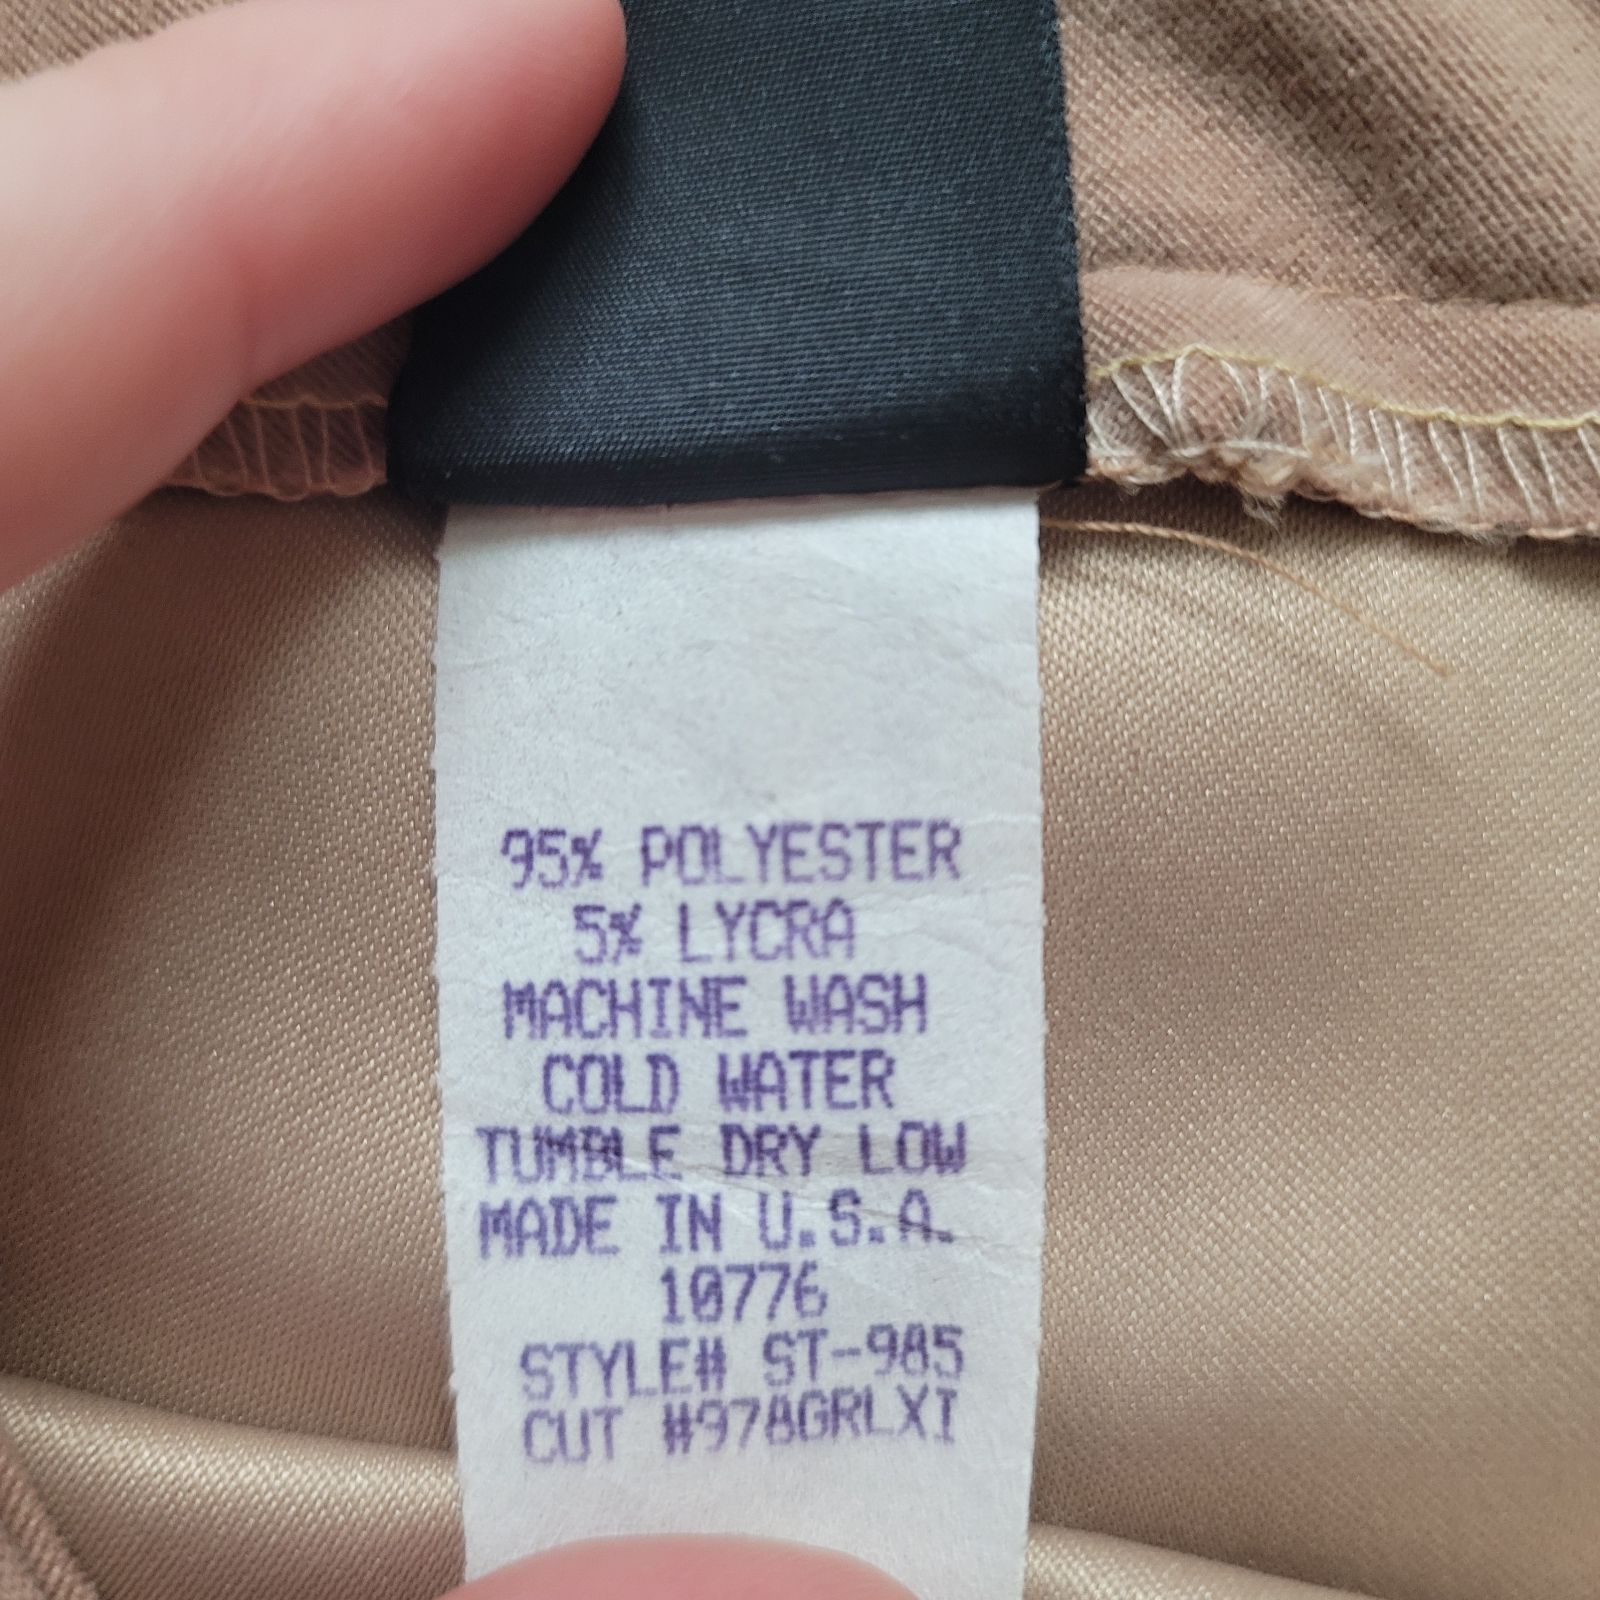 95% POLYESTER
5% LYCRA
MACHINE WASH
COLD WATER
TUMBLE DRY LOW
MADE IN U.S.A.
10776
STYLE# ST-985
CUT #978GRLXI